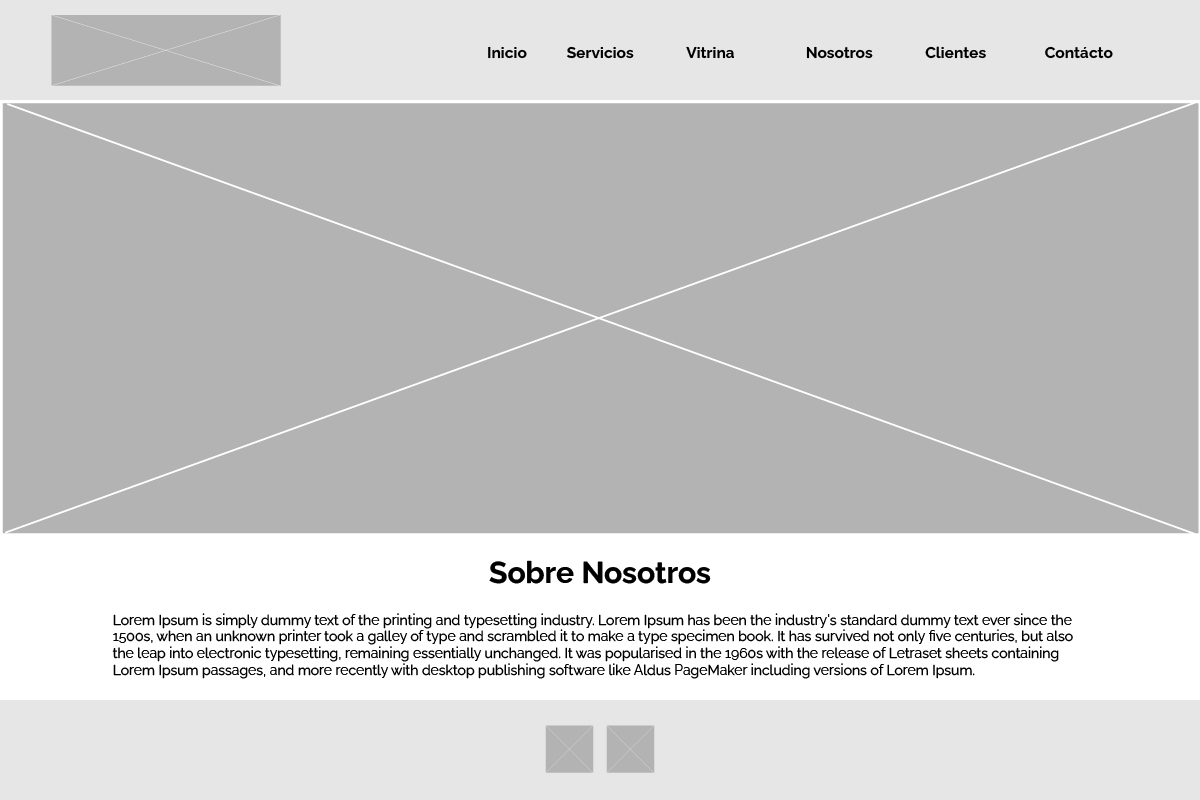 Inicio Servicios Vitrina Nosotros Clientes Contácto
Sobre Nosotros
Lorem Ipsum is simply dummy text of the printing and typesetting industry. Lorem Ipsum has been the industry's standard dummy text ever since the
1500s, when an unknown printer took a galley of type and scrambled it to make a type specimen book. It has survived not only five centuries, but also
the leap into electronic typesetting, remaining essentially unchanged. It was popularised in the 1960s with the release of Letraset sheets containing
Lorem Ipsum passages, and more recently with desktop publishing software like Aldus PageMaker including versions of Lorem Ipsum.